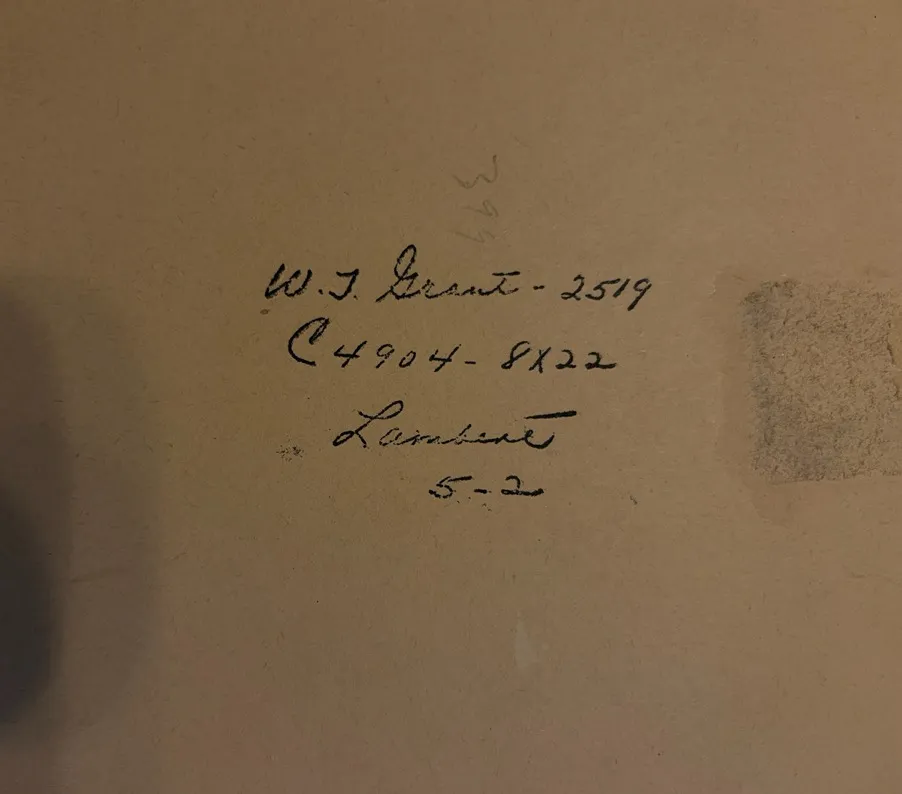 W.T. Grant - 2519
C4904 - 8X22
Lambert
5-2